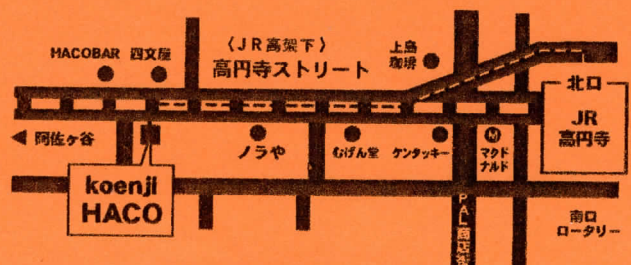 〈JR高架下〉
高円寺ストリート
HACOBAR
四文屋
上島
珈琲
北口
JR
高円寺
阿佐ヶ谷
ノラや
むげん堂
ケンタッキー
M
マクド
ナルド
koenji
HACO
PAL商店街
南口
ロータリー